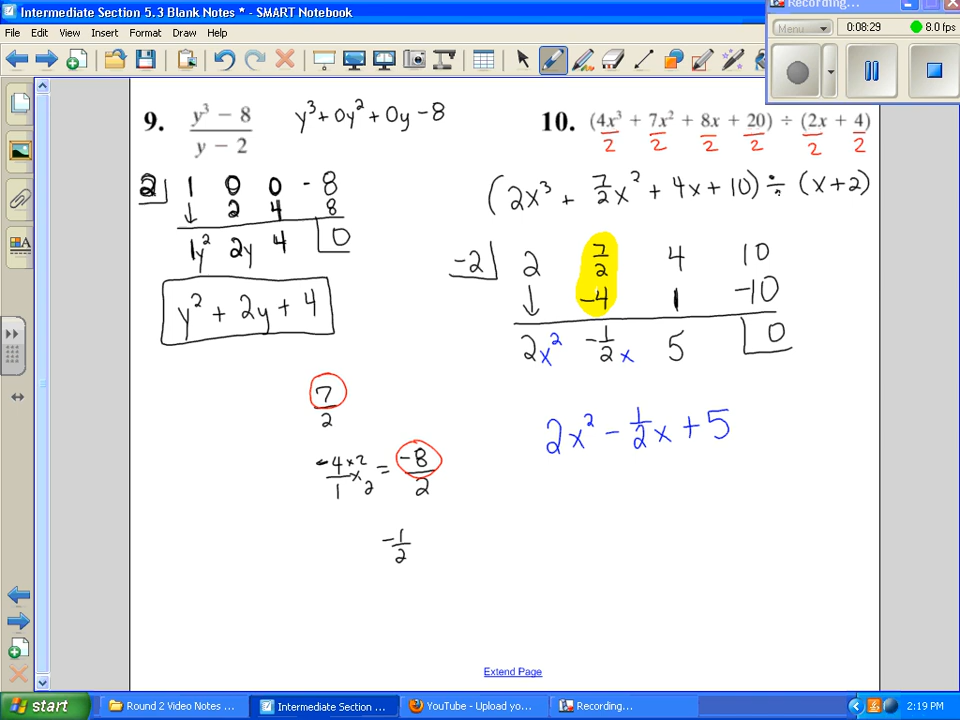 Intermediate Section 5.3 Blank Notes * - SMART Notebook
Recording...
File Edit View Insert Format Draw Help
Menu
00:08:29
8.0 fps
9. y³ − 8
y − 2
y³ + 0y² + 0y − 8
2 1 0 0 - 8
↓ 2 4 8
1y² 2y 4 0
y² + 2y + 4
10. (4x³ + 7x² + 8x + 20) ÷ (2x + 4)
2 2 2 2 2 2
(2x³ + 7/2 x² + 4x + 10) ÷ (x + 2)
-2 2 7/2 4 10
↓ -4 1 -10
2x² -1/2 x 5 0
2x² - 1/2 x + 5
7
2
-4 x 2 = -8
1 x 2 2
-1
2
Extend Page
start
Round 2 Video Notes ...
Intermediate Section ...
YouTube - Upload yo...
Recording...
2:19 PM